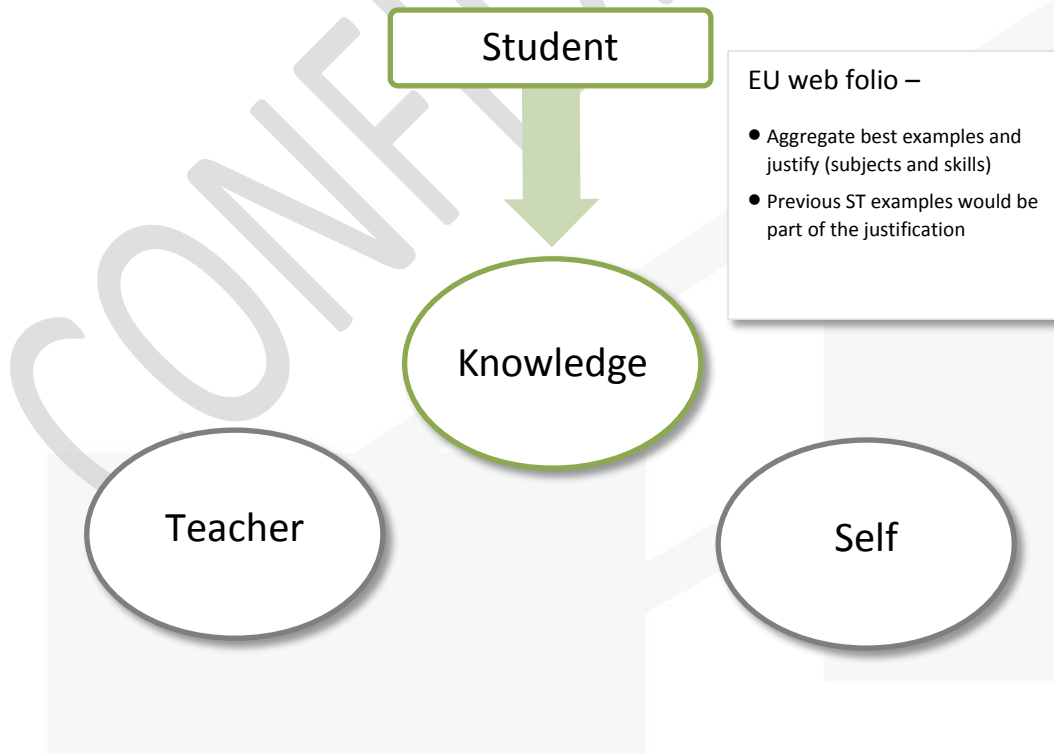 Student
EU web folio –
● Aggregate best examples and
justify (subjects and skills)
● Previous ST examples would be
part of the justification
Knowledge
Teacher
Self